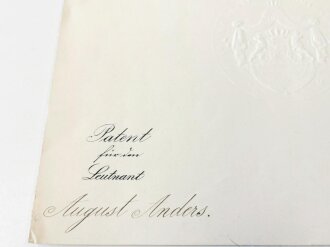 Patent
für den
Leutnant
August Anders.